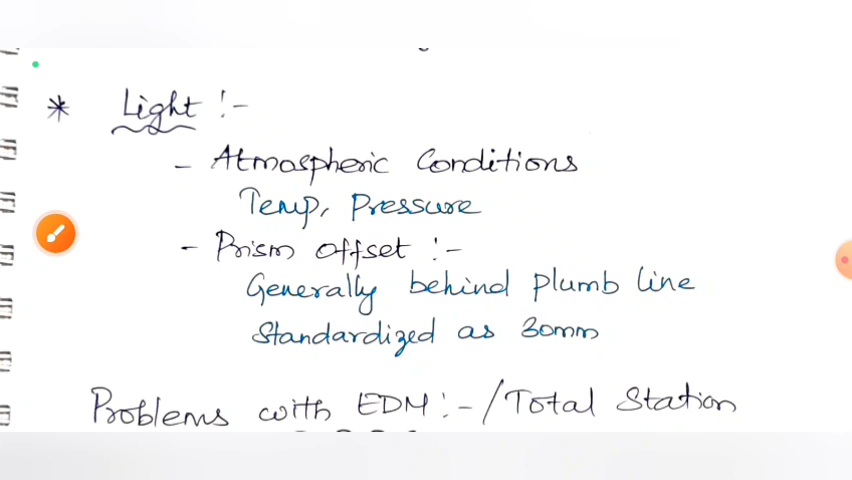 * Light :-
- Atmospheric Conditions
Temp, Pressure
- Prism offset :-
Generally behind plumb line
Standardized as 30mm
Problems with EDM :- / Total Station